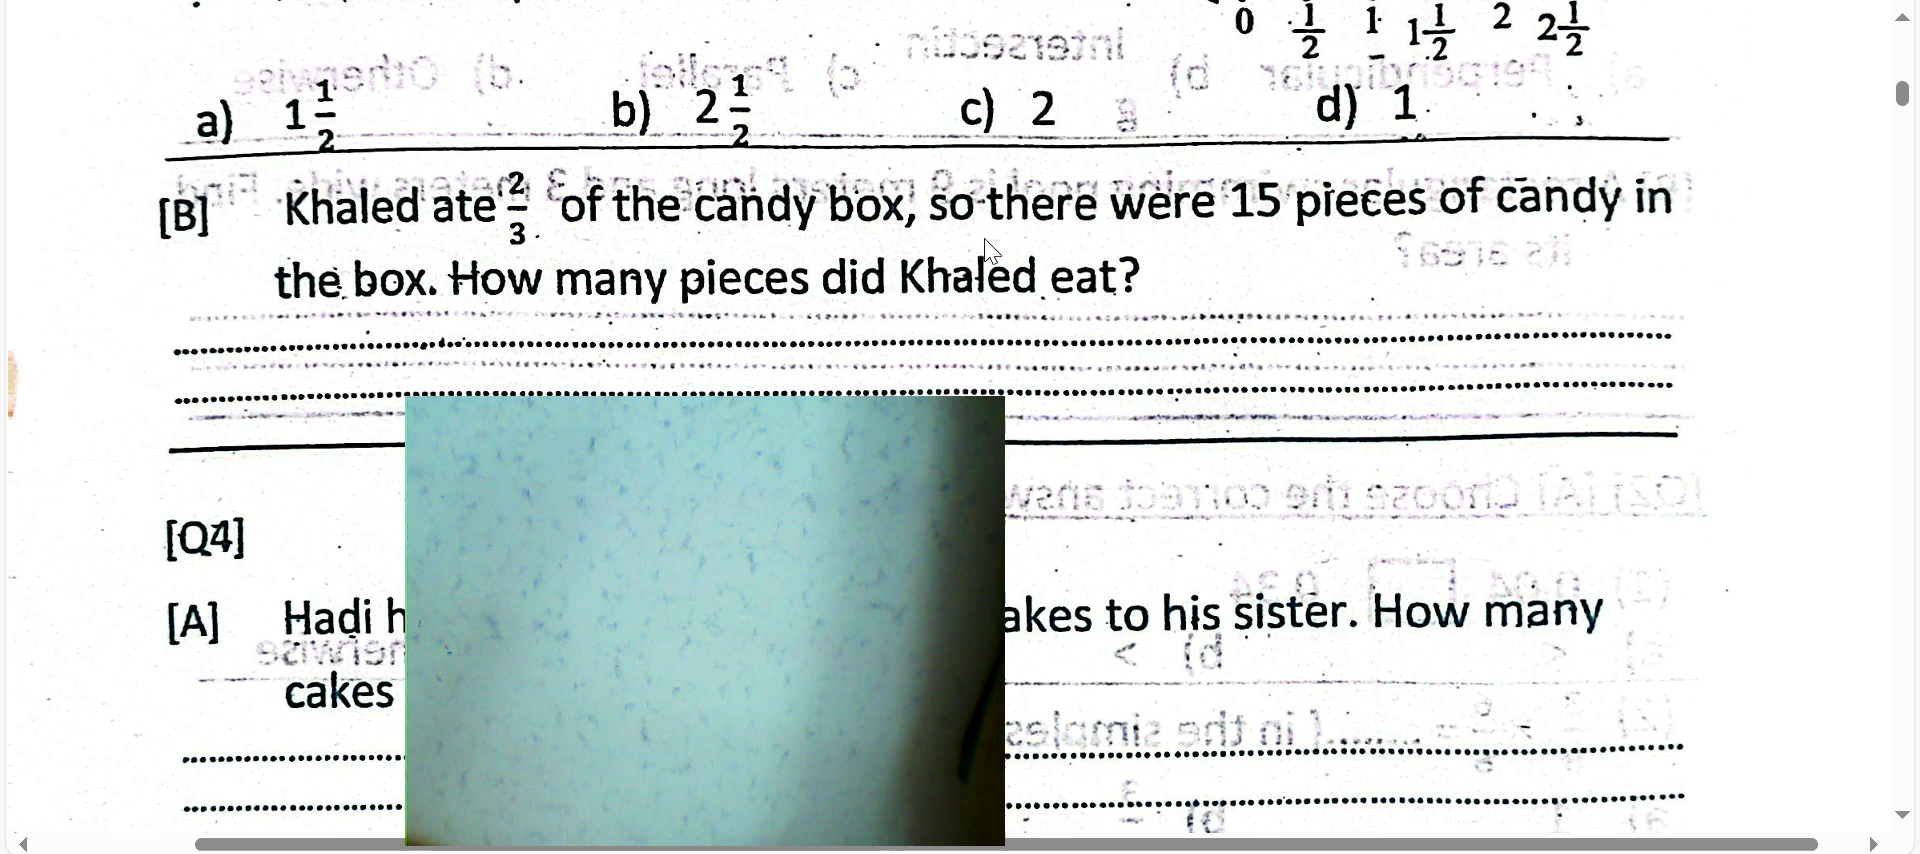 0 1/2 1 1 1/2 2 2 1/2
a) 1 1/2 b) 2 1/2 c) 2 d) 1
[B] Khaled ate 2/3 of the candy box, so there were 15 pieces of candy in
the box. How many pieces did Khaled eat?
[Q4]
[A] Hadi h akes to his sister. How many
cakes